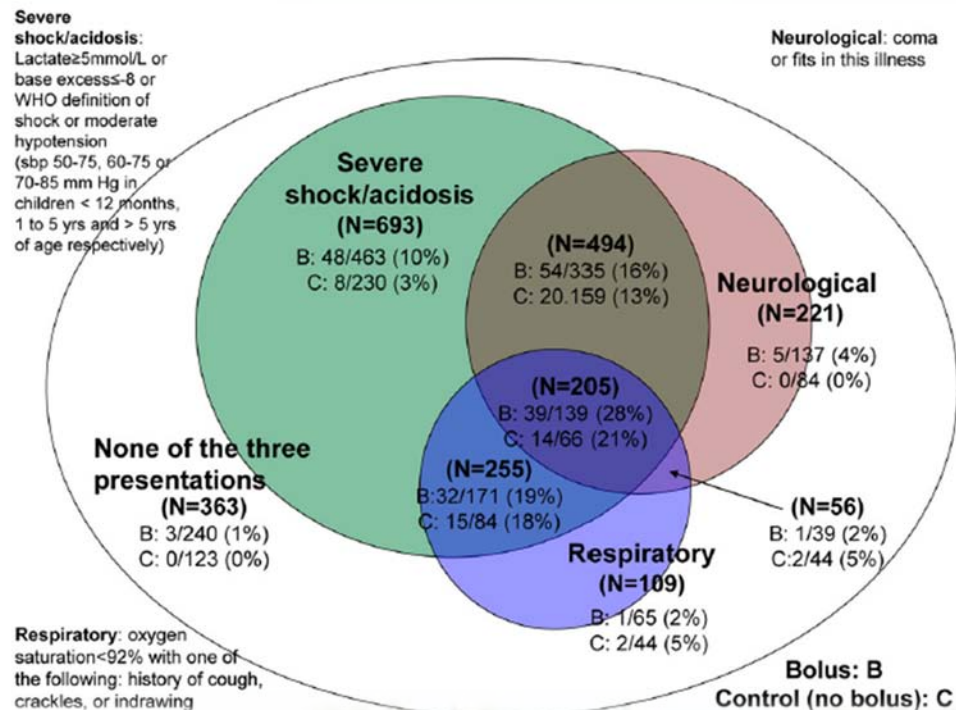 Severe
shock/acidosis:
Lactate≥5mmol/L or
base excess≤-8 or
WHO definition of
shock or moderate
hypotension
(sbp 50-75, 60-75 or
70-85 mm Hg in
children < 12 months,
1 to 5 yrs and > 5 yrs
of age respectively)
Neurological: coma
or fits in this illness
Severe
shock/acidosis
(N=693)
B: 48/463 (10%)
C: 8/230 (3%)
(N=494)
B: 54/335 (16%)
C: 20.159 (13%)
Neurological
(N=221)
B: 5/137 (4%)
C: 0/84 (0%)
(N=205)
B: 39/139 (28%)
C: 14/66 (21%)
None of the three
presentations
(N=363)
B: 3/240 (1%)
C: 0/123 (0%)
(N=255)
B:32/171 (19%)
C: 15/84 (18%)
(N=56)
B: 1/39 (2%)
C:2/44 (5%)
Respiratory
(N=109)
B: 1/65 (2%)
C: 2/44 (5%)
Respiratory: oxygen
saturation<92% with one of
the following: history of cough,
crackles, or indrawing
Bolus: B
Control (no bolus): C